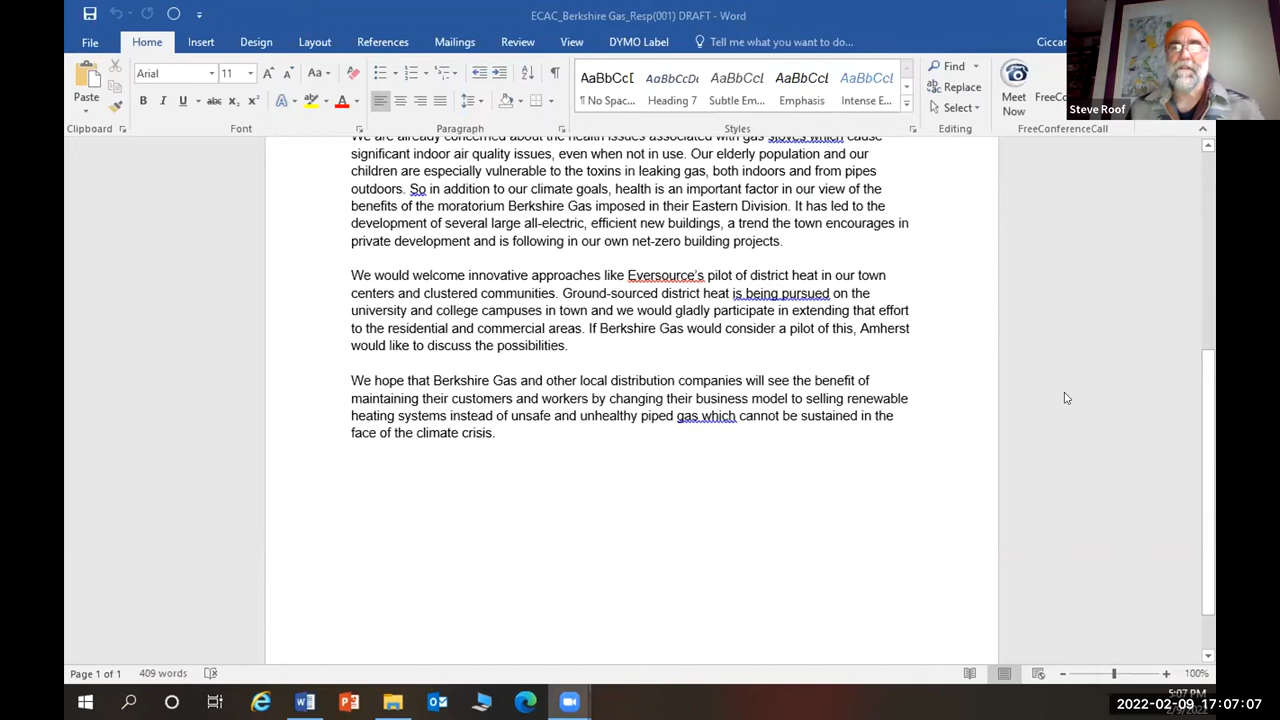 ECAC_Berkshire Gas_Resp(001) DRAFT - Word
File Home Insert Design Layout References Mailings Review View DYMO Label Tell me what you want to do... Ciccar
Steve Roof
Paste
Clipboard
Arial 11
Aa
B I U abc x₂ x²
Font
Paragraph
AaBbCcI AaBbCcD AaBbCcD AaBbCcI AaBbCcD
¶ No Spac... Heading 7 Subtle Em... Emphasis Intense E...
Styles
Find
Replace
Select
Editing
Meet Now
FreeCo
FreeConferenceCall
We are already concerned about the health issues associated with gas stoves which cause
significant indoor air quality issues, even when not in use. Our elderly population and our
children are especially vulnerable to the toxins in leaking gas, both indoors and from pipes
outdoors. So in addition to our climate goals, health is an important factor in our view of the
benefits of the moratorium Berkshire Gas imposed in their Eastern Division. It has led to the
development of several large all-electric, efficient new buildings, a trend the town encourages in
private development and is following in our own net-zero building projects.
We would welcome innovative approaches like Eversource's pilot of district heat in our town
centers and clustered communities. Ground-sourced district heat is being pursued on the
university and college campuses in town and we would gladly participate in extending that effort
to the residential and commercial areas. If Berkshire Gas would consider a pilot of this, Amherst
would like to discuss the possibilities.
We hope that Berkshire Gas and other local distribution companies will see the benefit of
maintaining their customers and workers by changing their business model to selling renewable
heating systems instead of unsafe and unhealthy piped gas which cannot be sustained in the
face of the climate crisis.
Page 1 of 1 409 words 100%
5:07 PM
2022-02-09 17:07:07